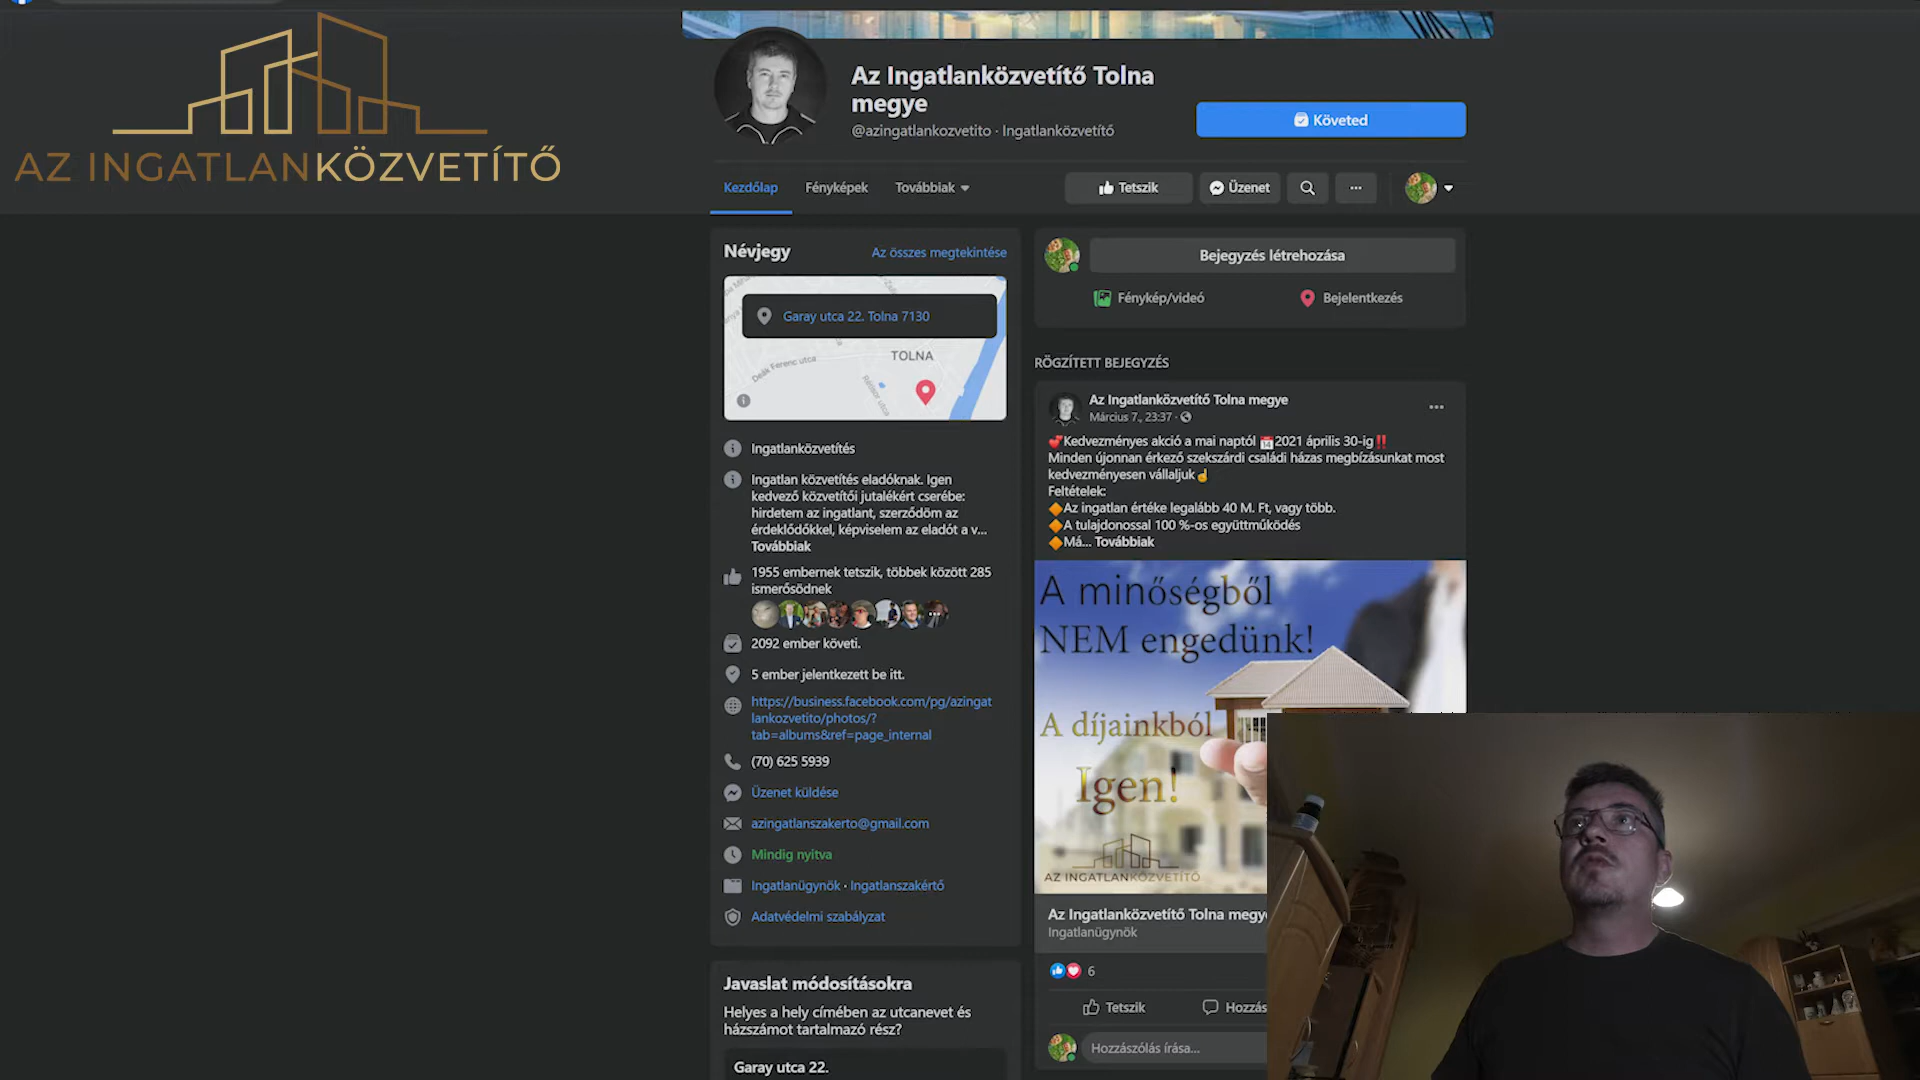 AZ INGATLANKÖZVETÍTŐ
Az Ingatlanközvetítő Tolna
megye
@azingatlankozvetito · Ingatlanközvetítő
Követed
Kezdőlap
Fényképek
Továbbiak
Tetszik
Üzenet
Névjegy
Az összes megtekintése
Garay utca 22. Tolna 7130
TOLNA
Deák Ferenc utca
Ingatlanközvetítés
Ingatlan közvetítés eladóknak. Igen
kedvező közvetítői jutalékért cserébe:
hirdetem az ingatlant, szerződöm az
érdeklődőkkel, képviselem az eladót a v...
Továbbiak
1955 embernek tetszik, többek között 285
ismerősödnek
2092 ember követi.
5 ember jelentkezett be itt.
https://business.facebook.com/pg/azingat
lankozvetito/photos/?
tab=albums&ref=page_internal
(70) 625 5939
Üzenet küldése
azingatlanszakerto@gmail.com
Mindig nyitva
Ingatlanügynök · Ingatlanszakértő
Adatvédelmi szabályzat
Javaslat módosításokra
Helyes a hely címében az utcanevet és
házszámot tartalmazó rész?
Garay utca 22.
Bejegyzés létrehozása
Fénykép/videó
Bejelentkezés
RÖGZÍTETT BEJEGYZÉS
Az Ingatlanközvetítő Tolna megye
Március 7., 23:37 ·
💕Kedvezményes akció a mai naptól 📅2021 április 30-ig‼️
Minden újonnan érkező szekszárdi családi házas megbízásunkat most
kedvezményesen vállaljuk☝️
Feltételek:
🔶Az ingatlan értéke legalább 40 M. Ft, vagy több.
🔶A tulajdonossal 100 %-os együttműködés
🔶Má... Továbbiak
A minőségből
NEM engedünk!
A díjainkból
Igen!
AZ INGATLANKÖZVETÍTŐ
Az Ingatlanközvetítő Tolna megye
Ingatlanügynök
6
Tetszik
Hozzás
Hozzászólás írása...